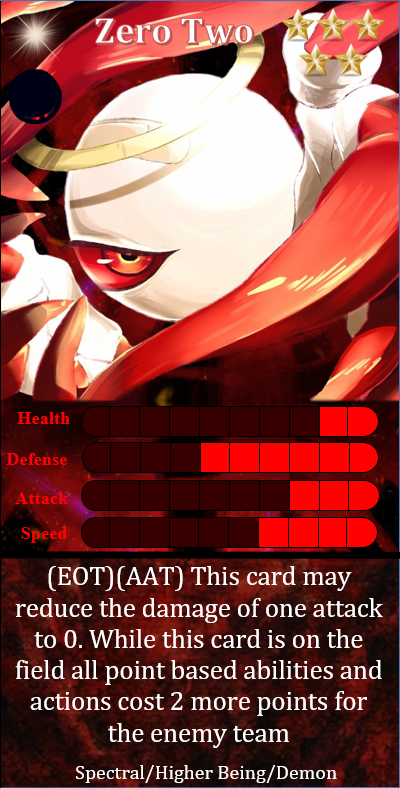 Zero Two
Health
Defense
Attack
Speed
(EOT)(AAT) This card may
reduce the damage of one attack
to 0. While this card is on the
field all point based abilities and
actions cost 2 more points for
the enemy team
Spectral/Higher Being/Demon